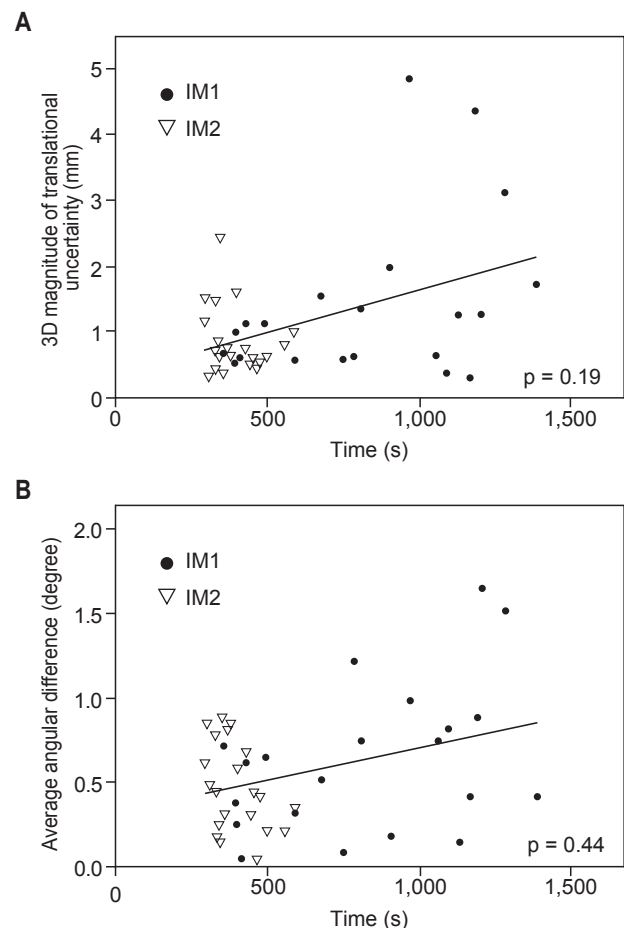 A
3D magnitude of translational
uncertainty (mm)
5
4
3
2
1
0
IM1
IM2
p = 0.19
0
500
1,000
1,500
Time (s)
B
Average angular difference (degree)
2.0
1.5
1.0
0.5
0.0
IM1
IM2
p = 0.44
0
500
1,000
1,500
Time (s)